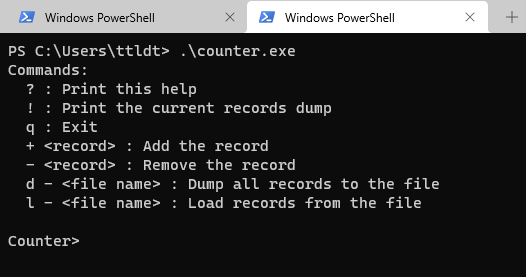 Windows PowerShell
Windows PowerShell
PS C:\Users\ttldt> .\counter.exe
Commands:
  ? : Print this help
  ! : Print the current records dump
  q : Exit
  + <record> : Add the record
  - <record> : Remove the record
  d - <file name> : Dump all records to the file
  l - <file name> : Load records from the file

Counter>